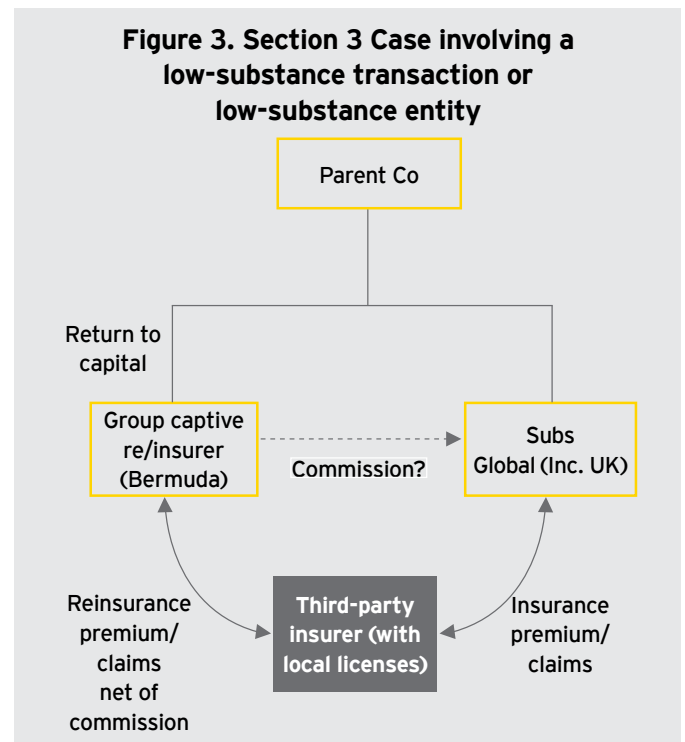 Figure 3. Section 3 Case involving a
low-substance transaction or
low-substance entity
Parent Co
Return to
capital
Group captive
re/insurer
(Bermuda)
Commission?
Subs
Global (Inc. UK)
Reinsurance
premium/
claims
net of
commission
Third-party
insurer (with
local licenses)
Insurance
premium/
claims